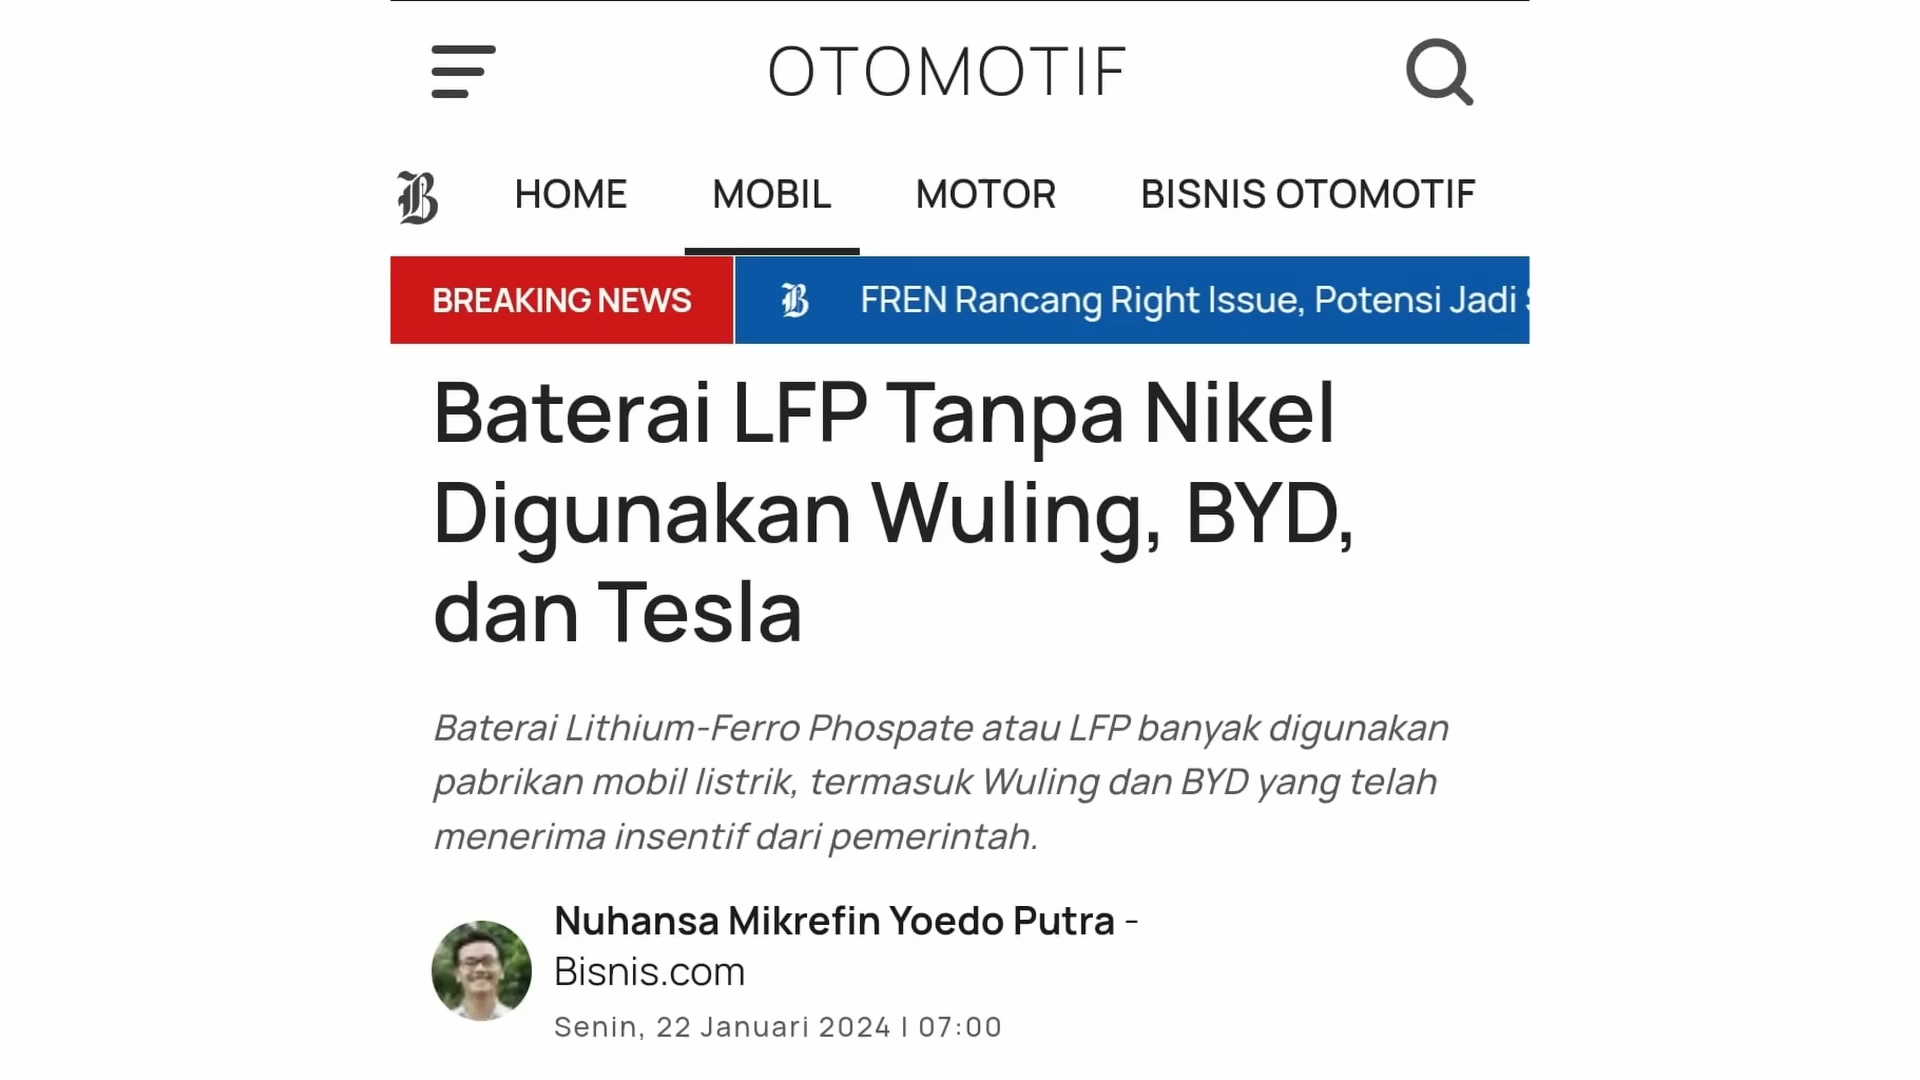 OTOMOTIF
B HOME MOBIL MOTOR BISNIS OTOMOTIF
BREAKING NEWS B FREN Rancang Right Issue, Potensi Jadi
Baterai LFP Tanpa Nikel
Digunakan Wuling, BYD,
dan Tesla
Baterai Lithium-Ferro Phospate atau LFP banyak digunakan
pabrikan mobil listrik, termasuk Wuling dan BYD yang telah
menerima insentif dari pemerintah.
Nuhansa Mikrefin Yoedo Putra -
Bisnis.com
Senin, 22 Januari 2024 | 07:00